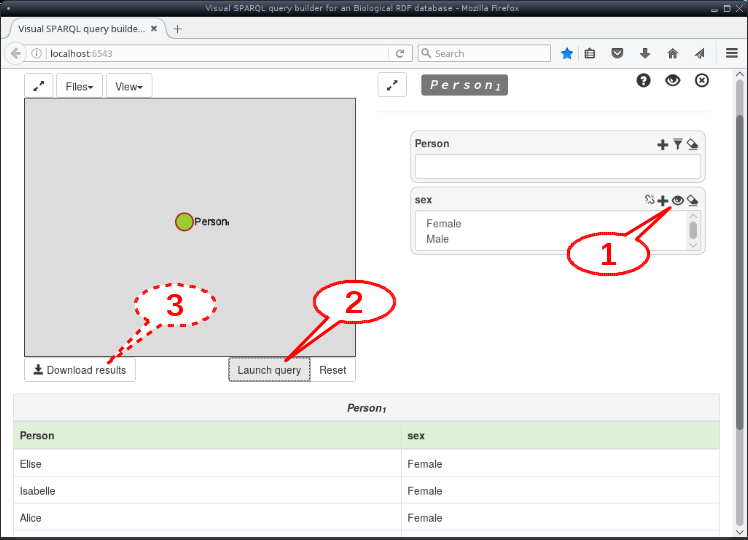 Visual SPARQL query builder for an Biological RDF database - Mozilla Firefox
Visual SPARQL query builde...
localhost:6543
Search
Files
View
Person1
Person
sex
Female
Male
1
Person1
3
2
Download results
Launch query
Reset
Person1
Person sex
Elise Female
Isabelle Female
Alice Female